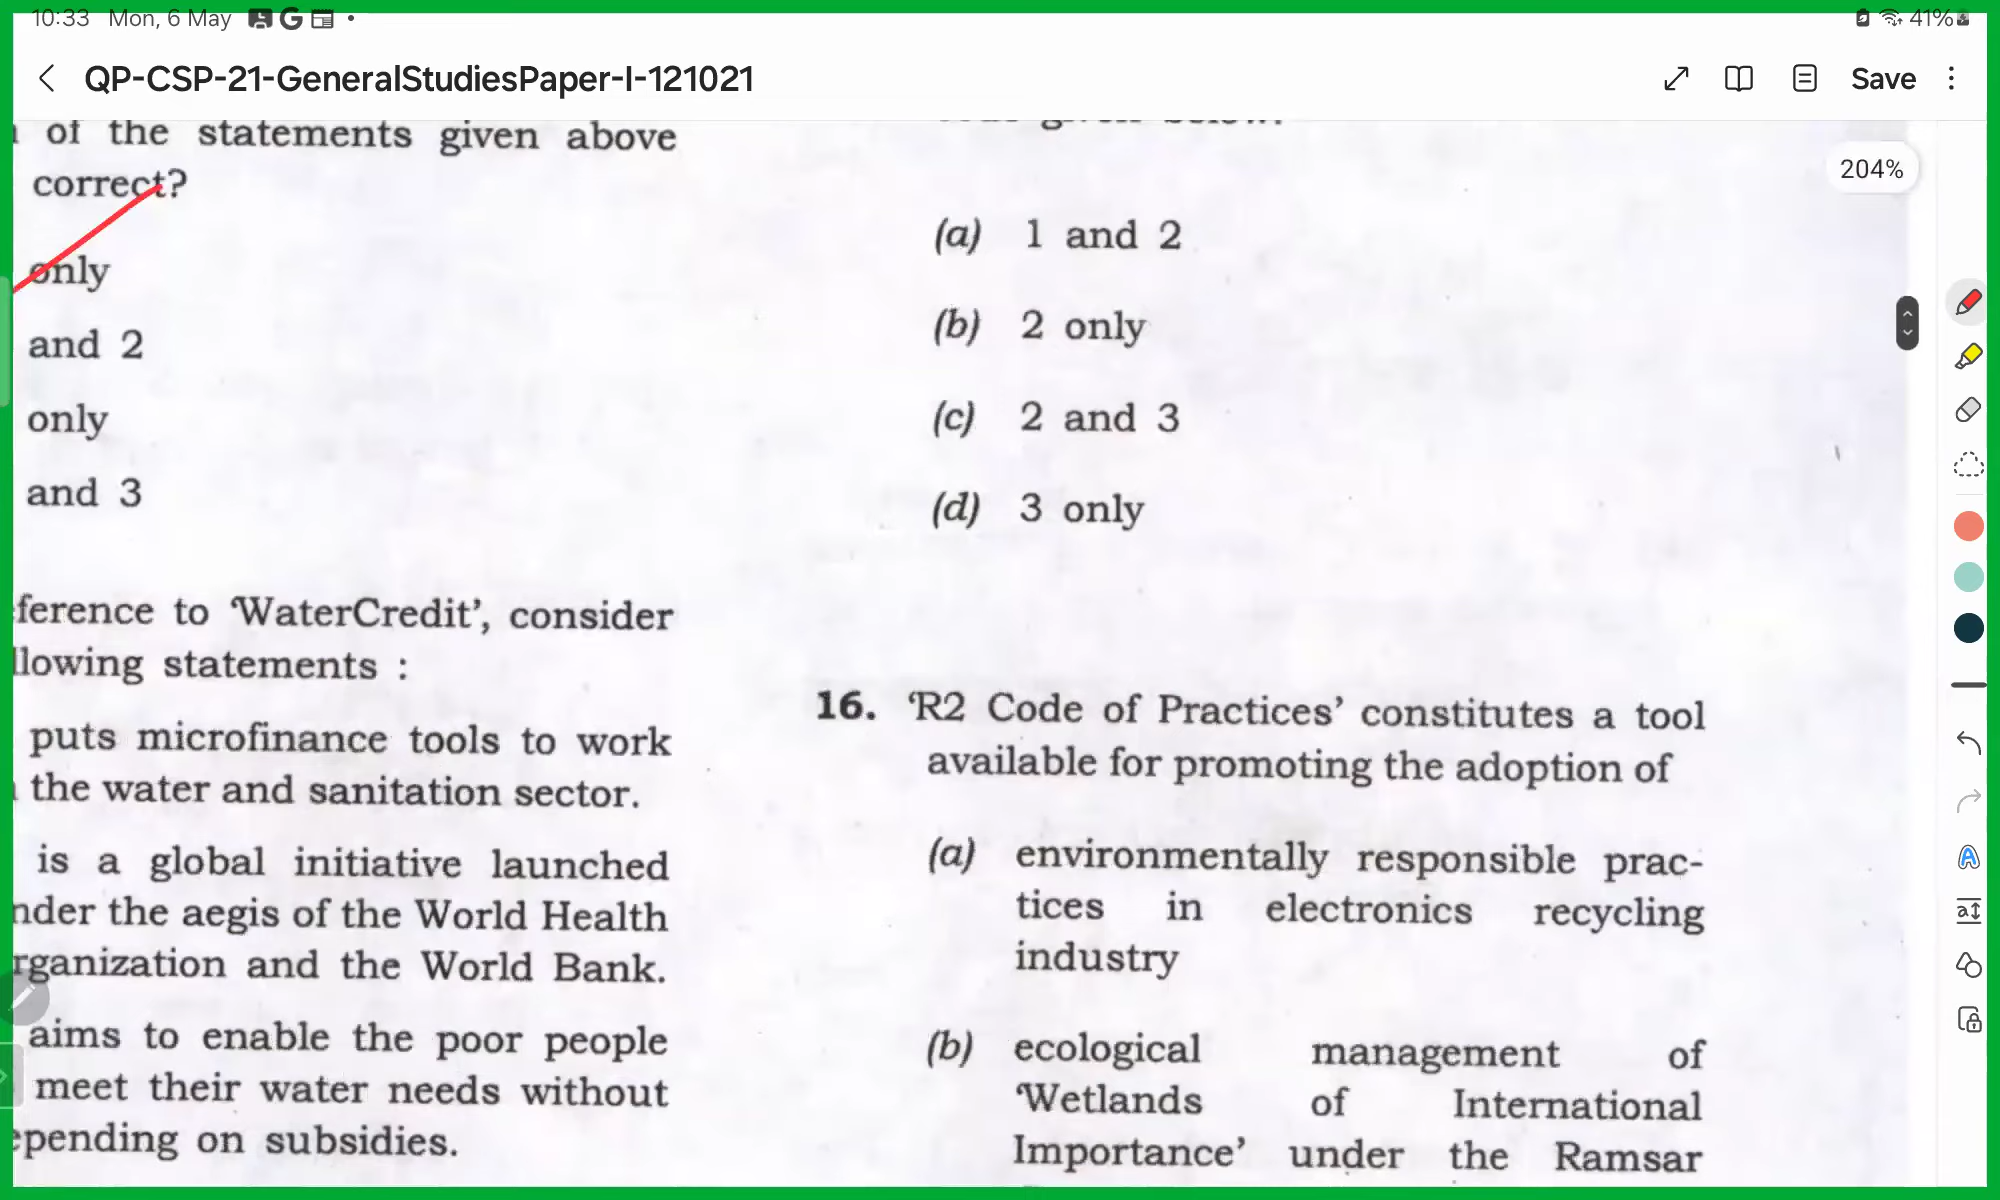 10:33 Mon, 6 May
41%
QP-CSP-21-GeneralStudiesPaper-I-121021
Save
204%
of the statements given above
correct?
only
and 2
only
and 3
ference to ‘WaterCredit’, consider
llowing statements :
puts microfinance tools to work
the water and sanitation sector.
is a global initiative launched
nder the aegis of the World Health
rganization and the World Bank.
aims to enable the poor people
meet their water needs without
epending on subsidies.
(a) 1 and 2
(b) 2 only
(c) 2 and 3
(d) 3 only
16. ‘R2 Code of Practices’ constitutes a tool
available for promoting the adoption of
(a) environmentally responsible prac-
tices in electronics recycling
industry
(b) ecological management of
‘Wetlands of International
Importance’ under the Ramsar